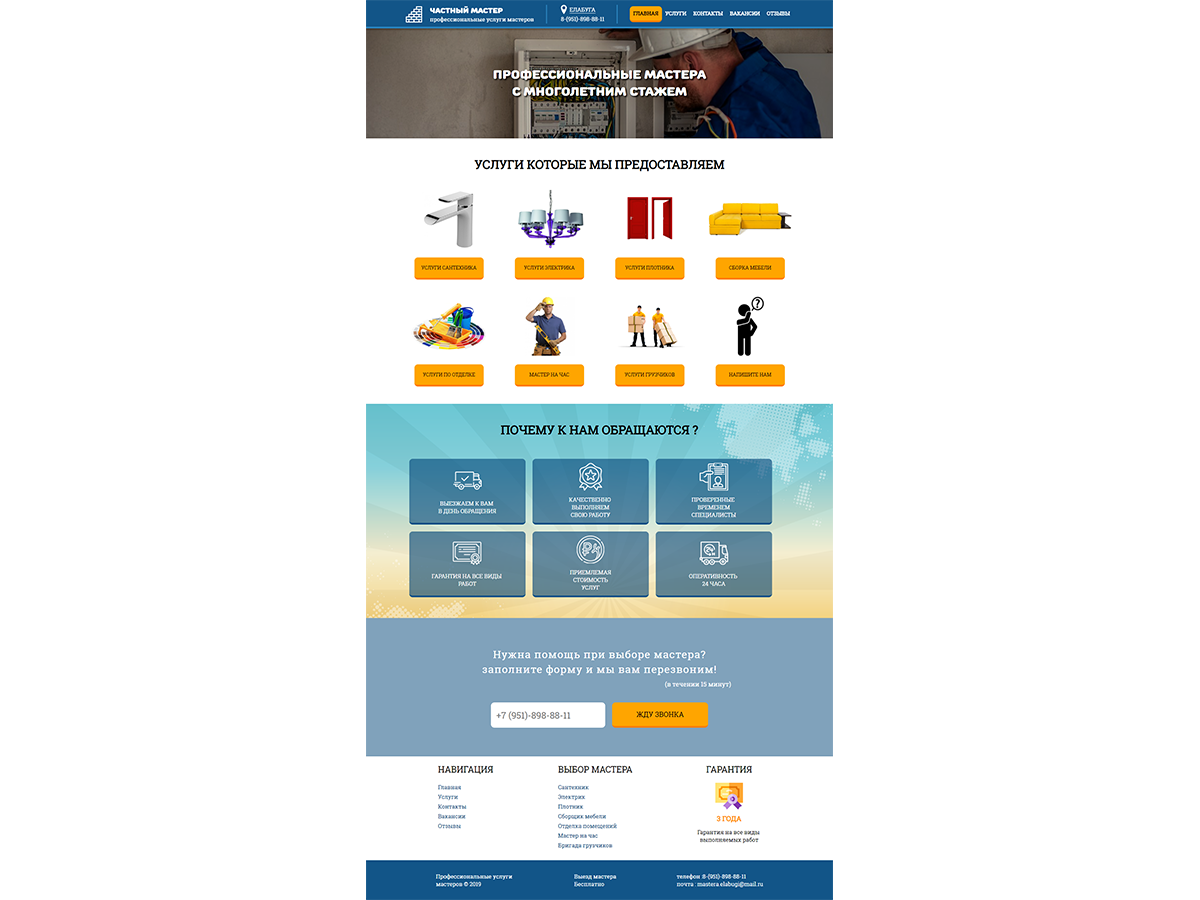 ЧАСТНЫЙ МАСТЕР
профессиональные услуги мастеров
ЕЛАБУГА
8-(951)-898-88-11
ГЛАВНАЯ УСЛУГИ КОНТАКТЫ ВАКАНСИИ ОТЗЫВЫ
ПРОФЕССИОНАЛЬНЫЕ МАСТЕРА
С МНОГОЛЕТНИМ СТАЖЕМ
УСЛУГИ КОТОРЫЕ МЫ ПРЕДОСТАВЛЯЕМ
УСЛУГИ САНТЕХНИКА УСЛУГИ ЭЛЕКТРИКА УСЛУГИ ПЛОТНИКА СБОРКА МЕБЕЛИ
УСЛУГИ ПО ОТДЕЛКЕ МАСТЕР НА ЧАС УСЛУГИ ГРУЗЧИКОВ НАПИШИТЕ НАМ
ПОЧЕМУ К НАМ ОБРАЩАЮТСЯ ?
ВЫЕЗЖАЕМ К ВАМ
В ДЕНЬ ОБРАЩЕНИЯ
КАЧЕСТВЕННО
ВЫПОЛНЯЕМ
СВОЮ РАБОТУ
ПРОВЕРЕННЫЕ
ВРЕМЕНЕМ
СПЕЦИАЛИСТЫ
ГАРАНТИЯ НА ВСЕ ВИДЫ
РАБОТ
ПРИЕМЛЕМАЯ
СТОИМОСТЬ
УСЛУГ
ОПЕРАТИВНОСТЬ
24 ЧАСА
Нужна помощь при выборе мастера?
заполните форму и мы вам перезвоним!
(в течении 15 минут)
+7 (951)-898-88-11
ЖДУ ЗВОНКА
НАВИГАЦИЯ
Главная
Услуги
Контакты
Вакансии
Отзывы
ВЫБОР МАСТЕРА
Сантехник
Электрик
Плотник
Сборщик мебели
Отделка помещений
Мастер на час
Бригада грузчиков
ГАРАНТИЯ
3 ГОДА
Гарантия на все виды
выполняемых работ
Профессиональные услуги
мастеров © 2019
Выезд мастера
Бесплатно
телефон :8-(951)-898-88-11
почта : mastera.elabugi@mail.ru